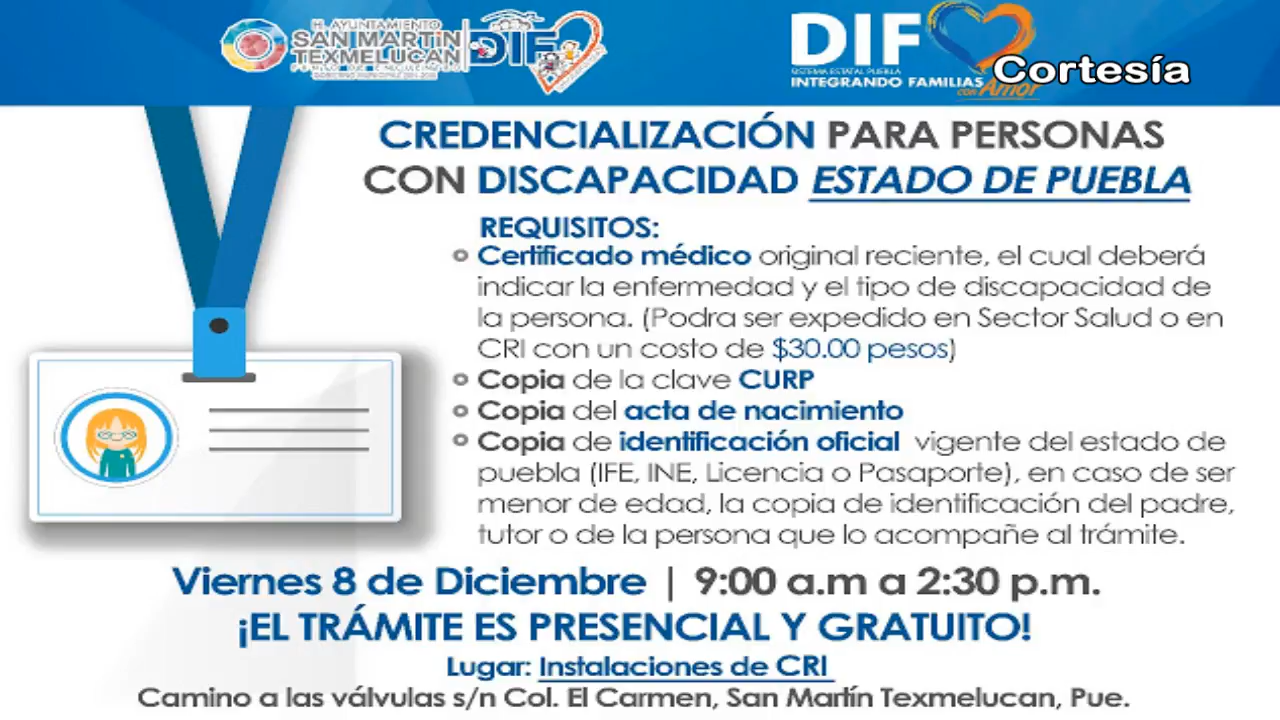 H. AYUNTAMIENTO
SAN MARTÍN
TEXMELUCAN
DIF
DIF
SISTEMA ESTATAL PUEBLA
INTEGRANDO FAMILIAS
con Amor
Cortesía
CREDENCIALIZACIÓN PARA PERSONAS
CON DISCAPACIDAD ESTADO DE PUEBLA
REQUISITOS:
Certificado médico original reciente, el cual deberá
indicar la enfermedad y el tipo de discapacidad de
la persona. (Podra ser expedido en Sector Salud o en
CRI con un costo de $30.00 pesos)
Copia de la clave CURP
Copia del acta de nacimiento
Copia de identificación oficial vigente del estado de
puebla (IFE, INE, Licencia o Pasaporte), en caso de ser
menor de edad, la copia de identificación del padre,
tutor o de la persona que lo acompañe al trámite.
Viernes 8 de Diciembre | 9:00 a.m a 2:30 p.m.
¡EL TRÁMITE ES PRESENCIAL Y GRATUITO!
Lugar: Instalaciones de CRI
Camino a las válvulas s/n Col. El Carmen, San Martín Texmelucan, Pue.